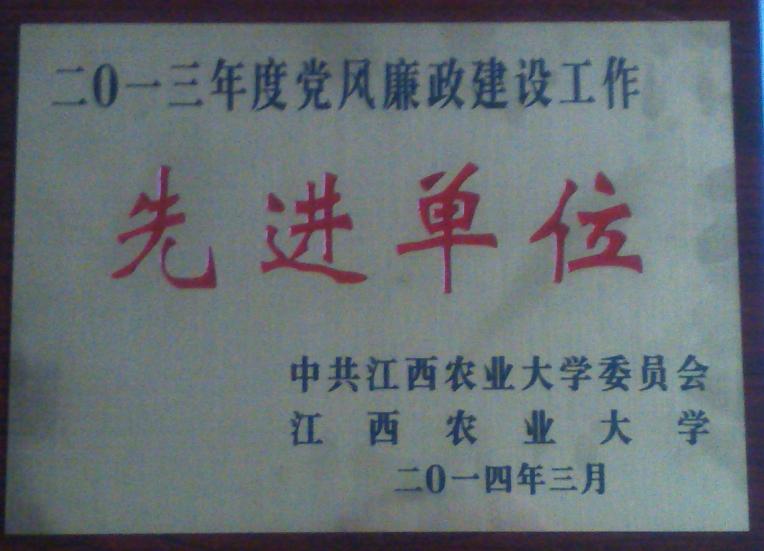 二0一三年度党风廉政建设工作
先进单位
中共江西农业大学委员会
江西农业大学
二0一四年三月